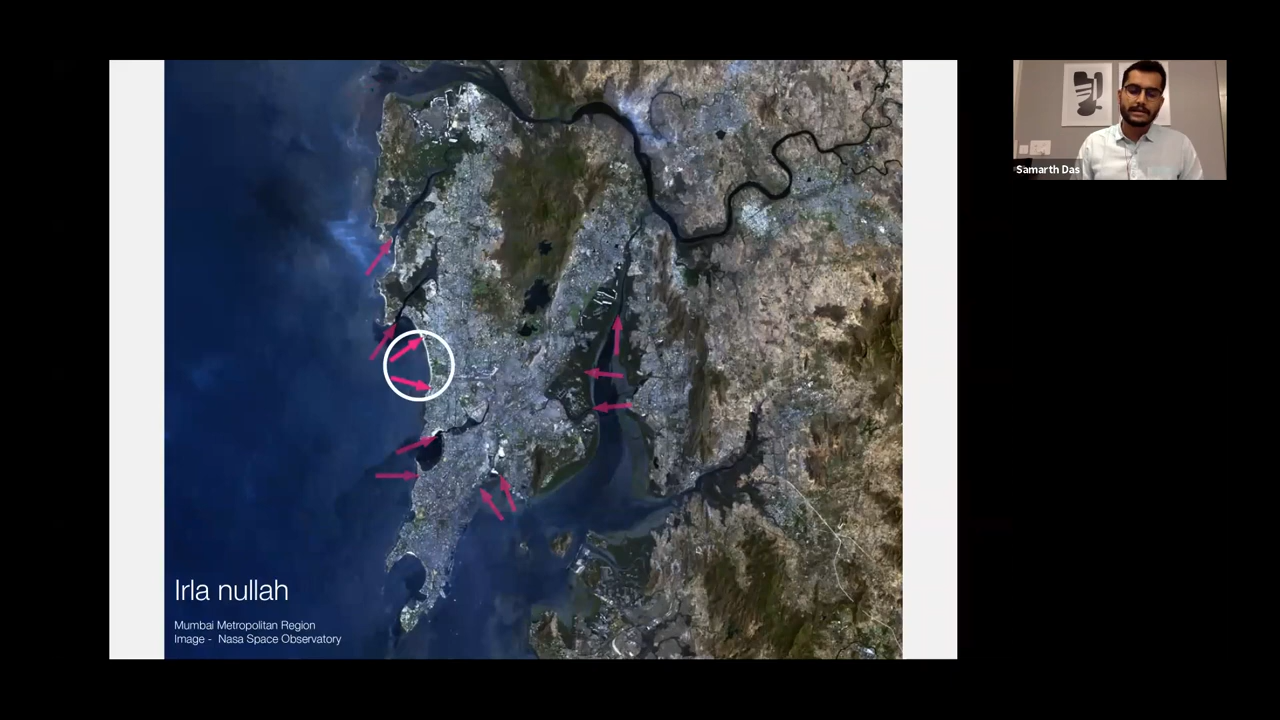 Samarth Das
Irla nullah
Mumbai Metropolitan Region
Image - Nasa Space Observatory